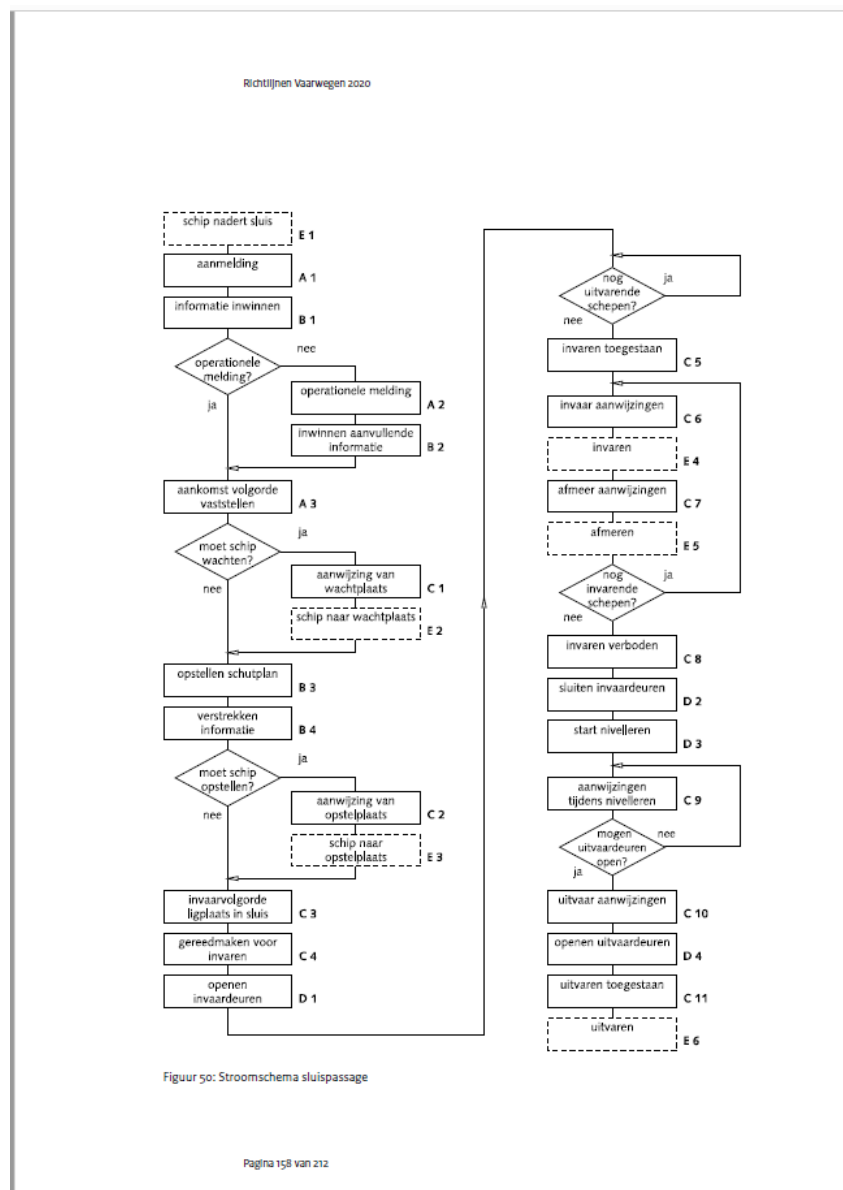 Richtlijnen Vaarwegen 2020
schip nadert sluis
E 1
aanmelding
A 1
informatie inwinnen
B 1
nee
operationele
melding?
ja
operationele melding
A 2
inwinnen aanvullende
informatie
B 2
aankomst volgorde
vaststellen
A 3
ja
moet schip
wachten?
nee
aanwijzing van
wachtplaats
C 1
schip naar wachtplaats
E 2
opstellen schutplan
B 3
verstrekken
informatie
B 4
ja
moet schip
opstellen?
nee
aanwijzing van
opstelplaats
C 2
schip naar
opstelplaats
E 3
invaarvolgorde
ligplaats in sluis
C 3
gereedmaken voor
invaren
C 4
openen
invaardeuren
D 1
nog
uitvarende
schepen?
ja
nee
invaren toegestaan
C 5
invaar aanwijzingen
C 6
invaren
E 4
afmeer aanwijzingen
C 7
afmeren
E 5
nog
invarende
schepen?
ja
nee
invaren verboden
C 8
sluiten invaardeuren
D 2
start nivelleren
D 3
aanwijzingen
tijdens nivelleren
C 9
mogen
uitvaardeuren
open?
nee
ja
uitvaar aanwijzingen
C 10
openen uitvaardeuren
D 4
uitvaren toegestaan
C 11
uitvaren
E 6
Figuur 50: Stroomschema sluispassage
Pagina 158 van 212